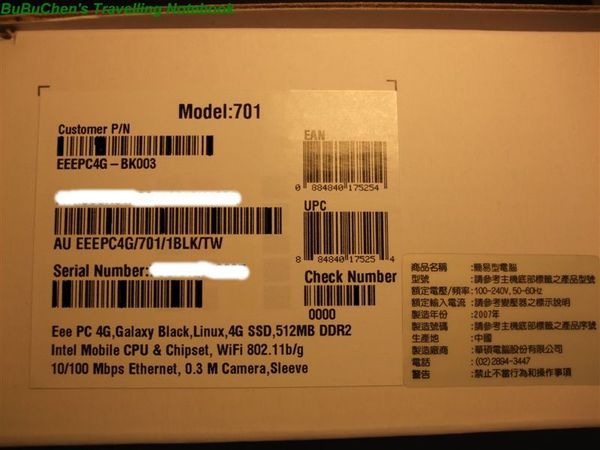 BuBuChen's Travelling Notebook
Model:701
Customer P/N
EEEPC4G-BK003
EAN
0 884840 175254
AU EEEPC4G/701/1BLK/TW
UPC
0 884840 17525 4
Serial Number:
Check Number
0000
Eee PC 4G,Galaxy Black,Linux,4G SSD,512MB DDR2
Intel Mobile CPU & Chipset, WiFi 802.11b/g
10/100 Mbps Ethernet, 0.3 M Camera,Sleeve
商品名稱 :簡易型電腦
型號 :請參考主機底部標籤之產品型號
額定電壓/頻率:100-240V, 50-60Hz
額定輸入電流 :請參考變壓器之標示說明
製造年份 :2007年
製造號碼 :請參考主機底部標籤之產品序號
生產地 :中國
製造廠商 :華碩電腦股份有限公司
電話 :(02)2894-3447
警告 :禁止不當行為和操作事項